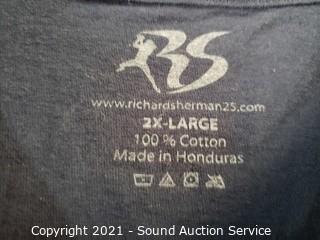 RS
www.richardsherman25.com
2X-LARGE
100% Cotton
Made in Honduras
Copyright 2021 - Sound Auction Service